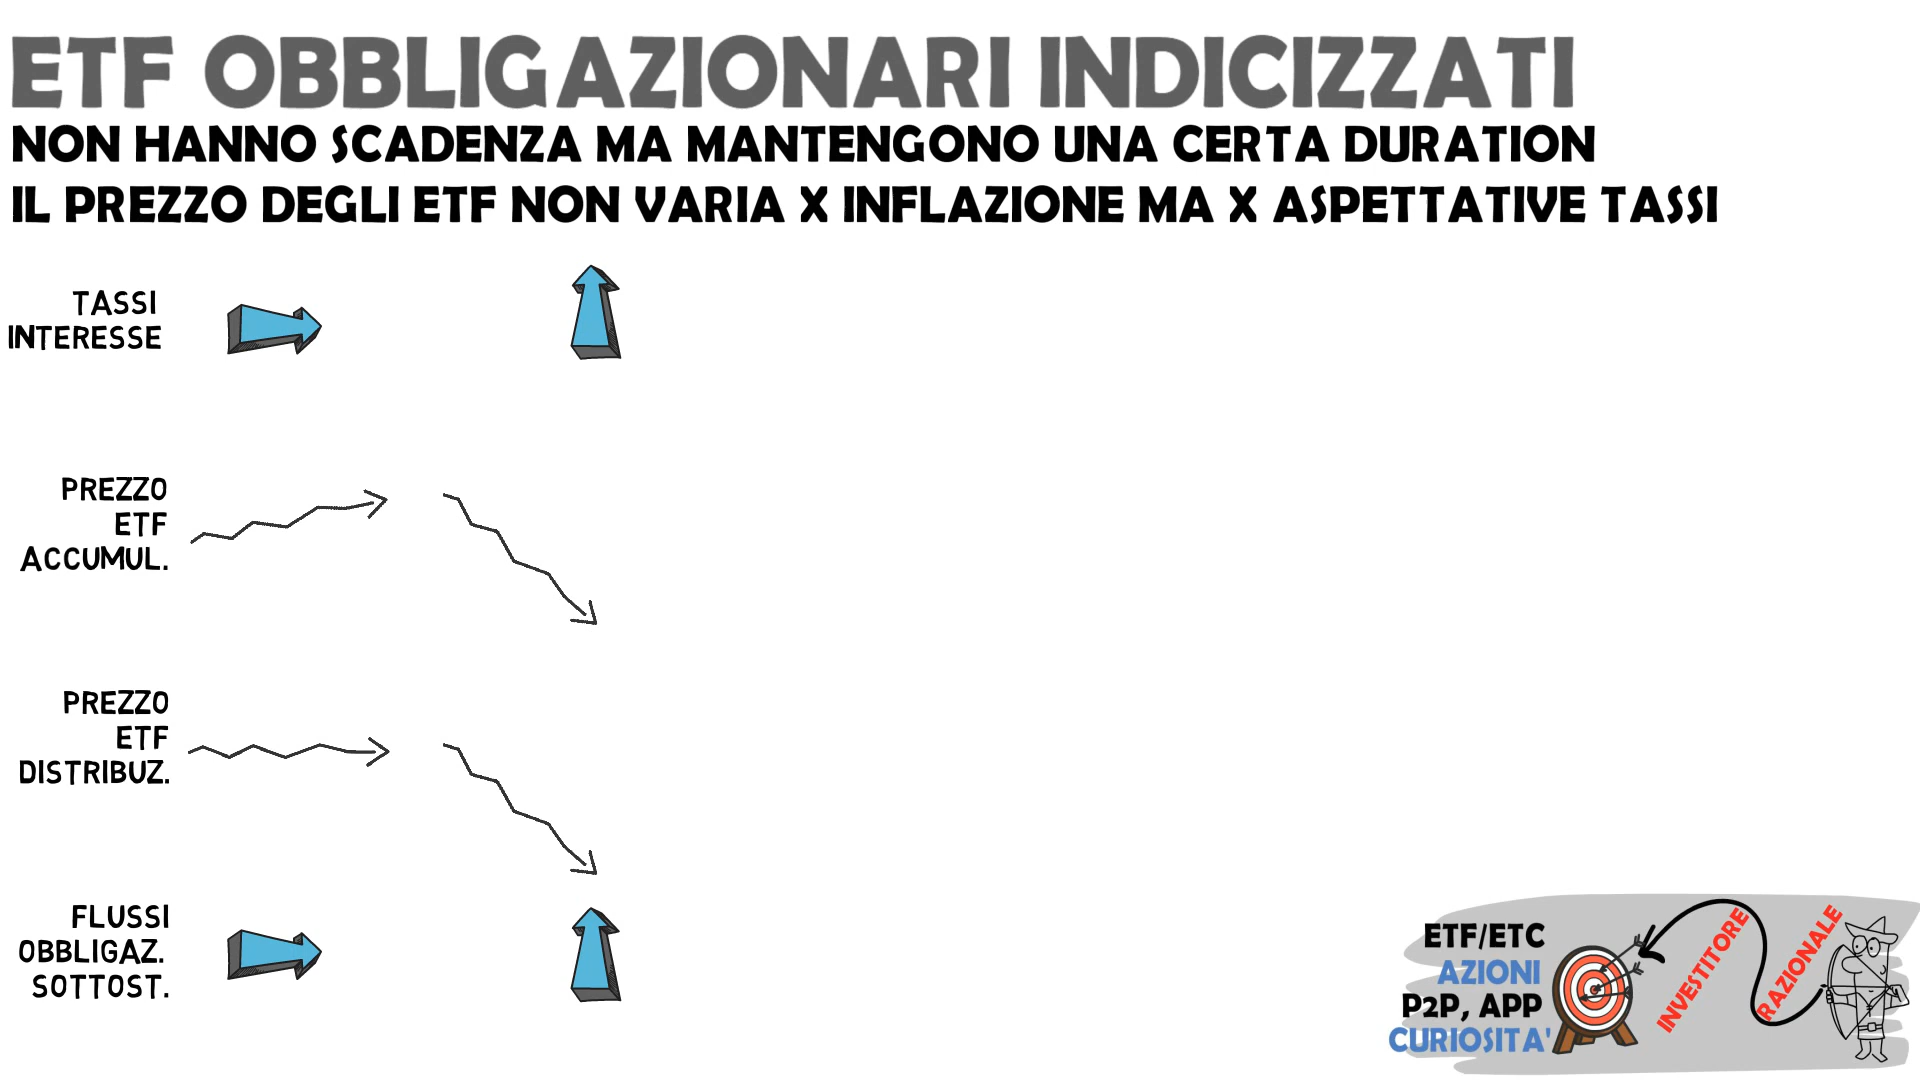 ETF OBBLIGAZIONARI INDICIZZATI
NON HANNO SCADENZA MA MANTENGONO UNA CERTA DURATION
IL PREZZO DEGLI ETF NON VARIA X INFLAZIONE MA X ASPETTATIVE TASSI
TASSI
INTERESSE
PREZZO
ETF
ACCUMUL.
PREZZO
ETF
DISTRIBUZ.
FLUSSI
OBBLIGAZ.
SOTTOST.
ETF/ETC
AZIONI
P2P, APP
CURIOSITA'
INVESTITORE
RAZIONALE